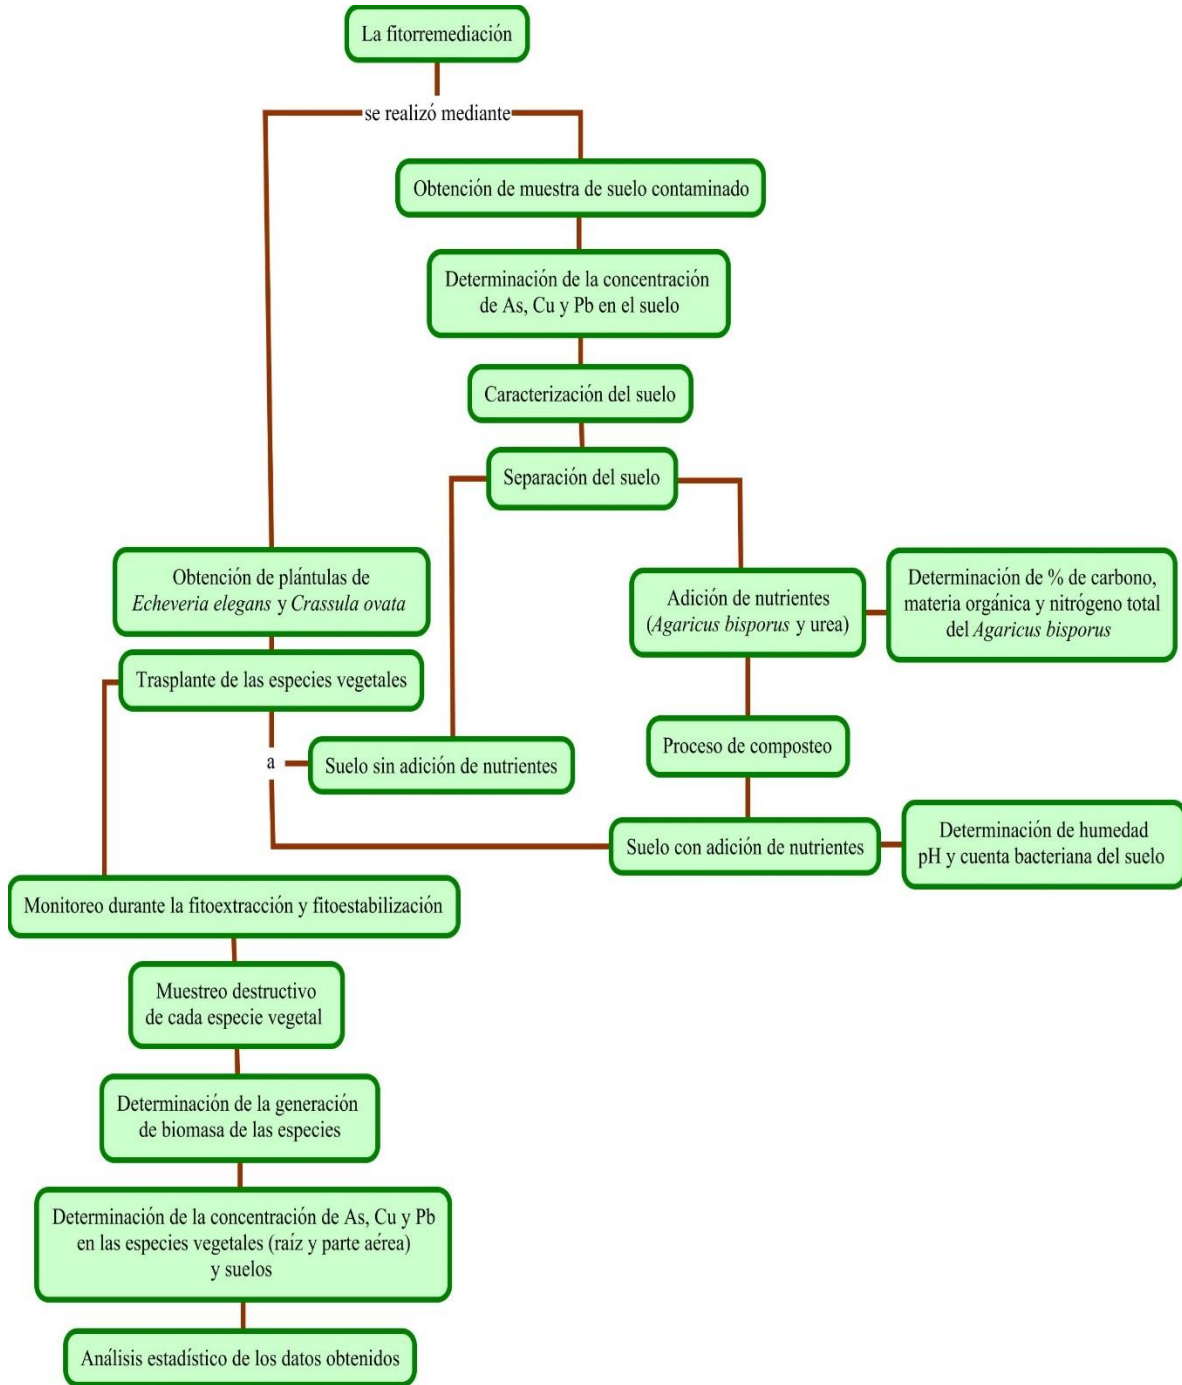 La fitorremediación
se realizó mediante
Obtención de muestra de suelo contaminado
Determinación de la concentración
de As, Cu y Pb en el suelo
Caracterización del suelo
Separación del suelo
Obtención de plántulas de
Echeveria elegans y Crassula ovata
Adición de nutrientes
(Agaricus bisporus y urea)
Determinación de % de carbono,
materia orgánica y nitrógeno total
del Agaricus bisporus
Trasplante de las especies vegetales
a
Suelo sin adición de nutrientes
Proceso de composteo
Suelo con adición de nutrientes
Determinación de humedad
pH y cuenta bacteriana del suelo
Monitoreo durante la fitoextracción y fitoestabilización
Muestreo destructivo
de cada especie vegetal
Determinación de la generación
de biomasa de las especies
Determinación de la concentración de As, Cu y Pb
en las especies vegetales (raíz y parte aérea)
y suelos
Análisis estadístico de los datos obtenidos